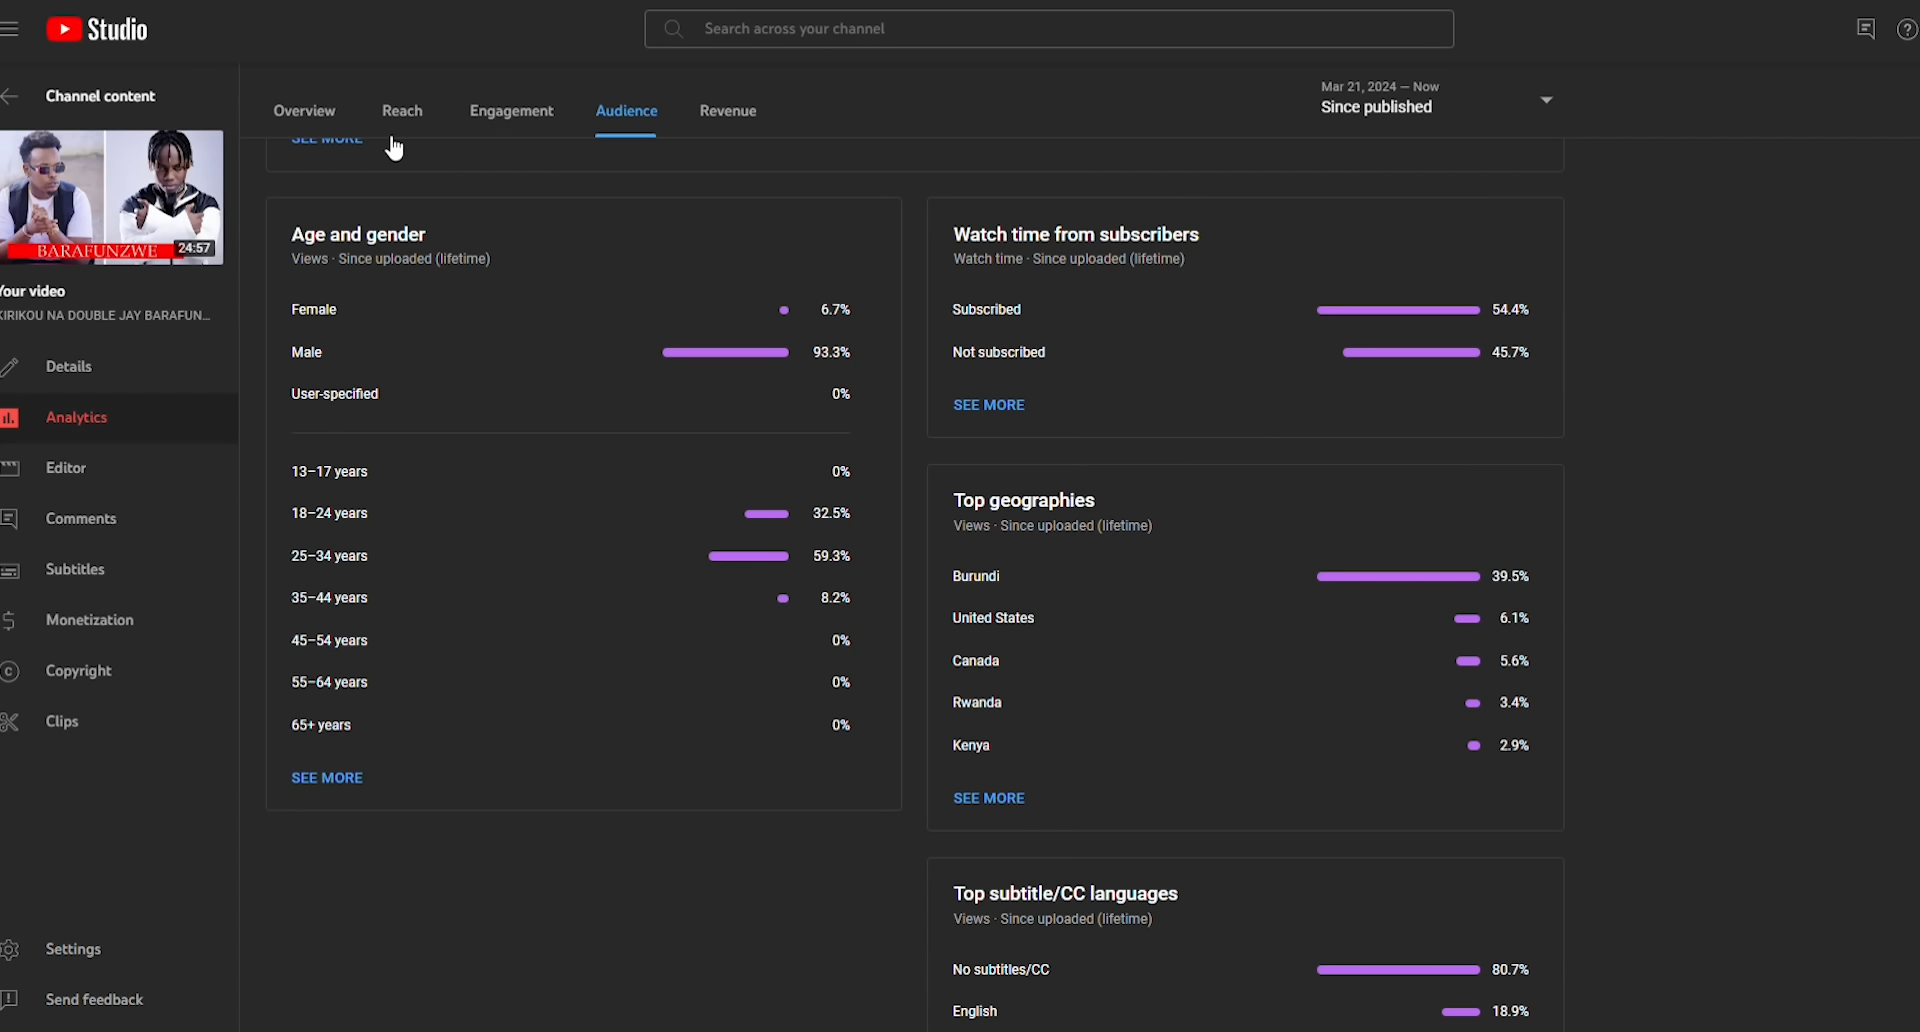 Studio
Search across your channel
Channel content
BARAFUNZWE
24:57
Your video
KIRIKOU NA DOUBLE JAY BARAFUN...
Details
Analytics
Editor
Comments
Subtitles
Monetization
Copyright
Clips
Settings
Send feedback
Overview
Reach
Engagement
Audience
Revenue
Mar 21, 2024 – Now
Since published
SEE MORE
Age and gender
Views · Since uploaded (lifetime)
Female 6.7%
Male 93.3%
User-specified 0%
13–17 years 0%
18–24 years 32.5%
25–34 years 59.3%
35–44 years 8.2%
45–54 years 0%
55–64 years 0%
65+ years 0%
SEE MORE
Watch time from subscribers
Watch time · Since uploaded (lifetime)
Subscribed 54.4%
Not subscribed 45.7%
SEE MORE
Top geographies
Views · Since uploaded (lifetime)
Burundi 39.5%
United States 6.1%
Canada 5.6%
Rwanda 3.4%
Kenya 2.9%
SEE MORE
Top subtitle/CC languages
Views · Since uploaded (lifetime)
No subtitles/CC 80.7%
English 18.9%